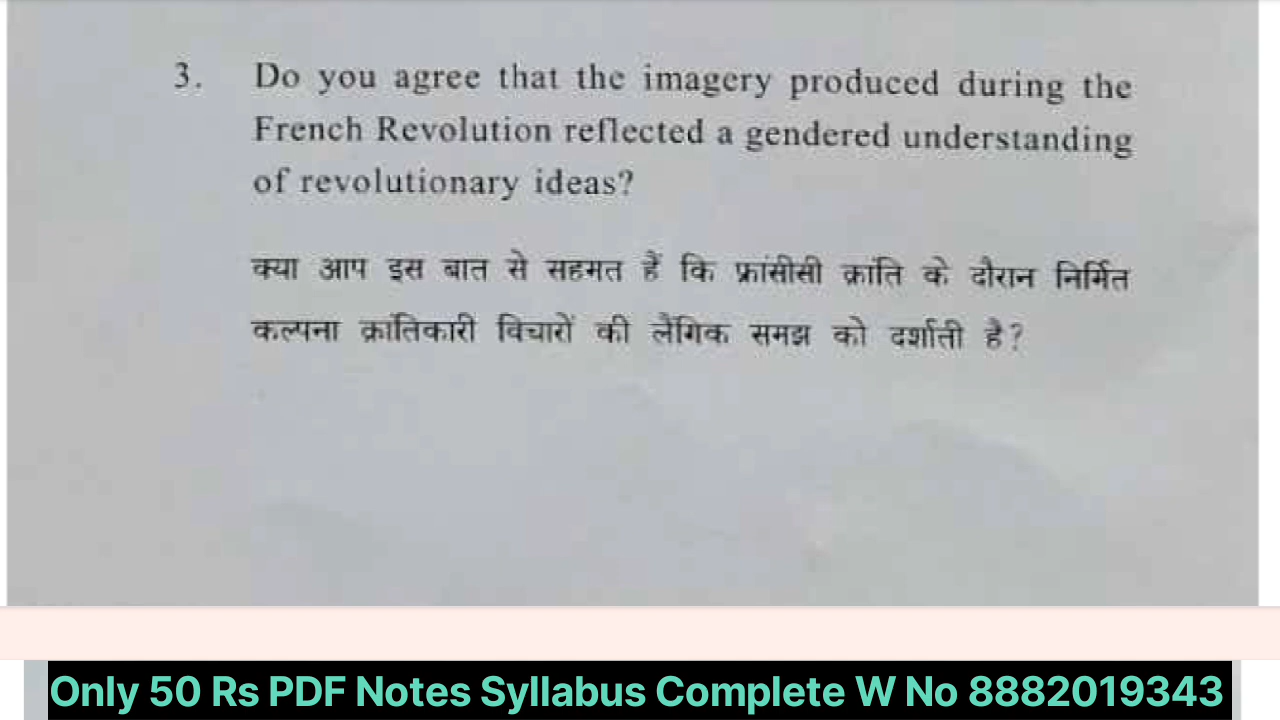 3. Do you agree that the imagery produced during the
French Revolution reflected a gendered understanding
of revolutionary ideas?
क्या आप इस बात से सहमत हैं कि फ्रांसीसी क्रांति के दौरान निर्मित
कल्पना क्रांतिकारी विचारों की लैंगिक समझ को दर्शाती है?
Only 50 Rs PDF Notes Syllabus Complete W No 8882019343